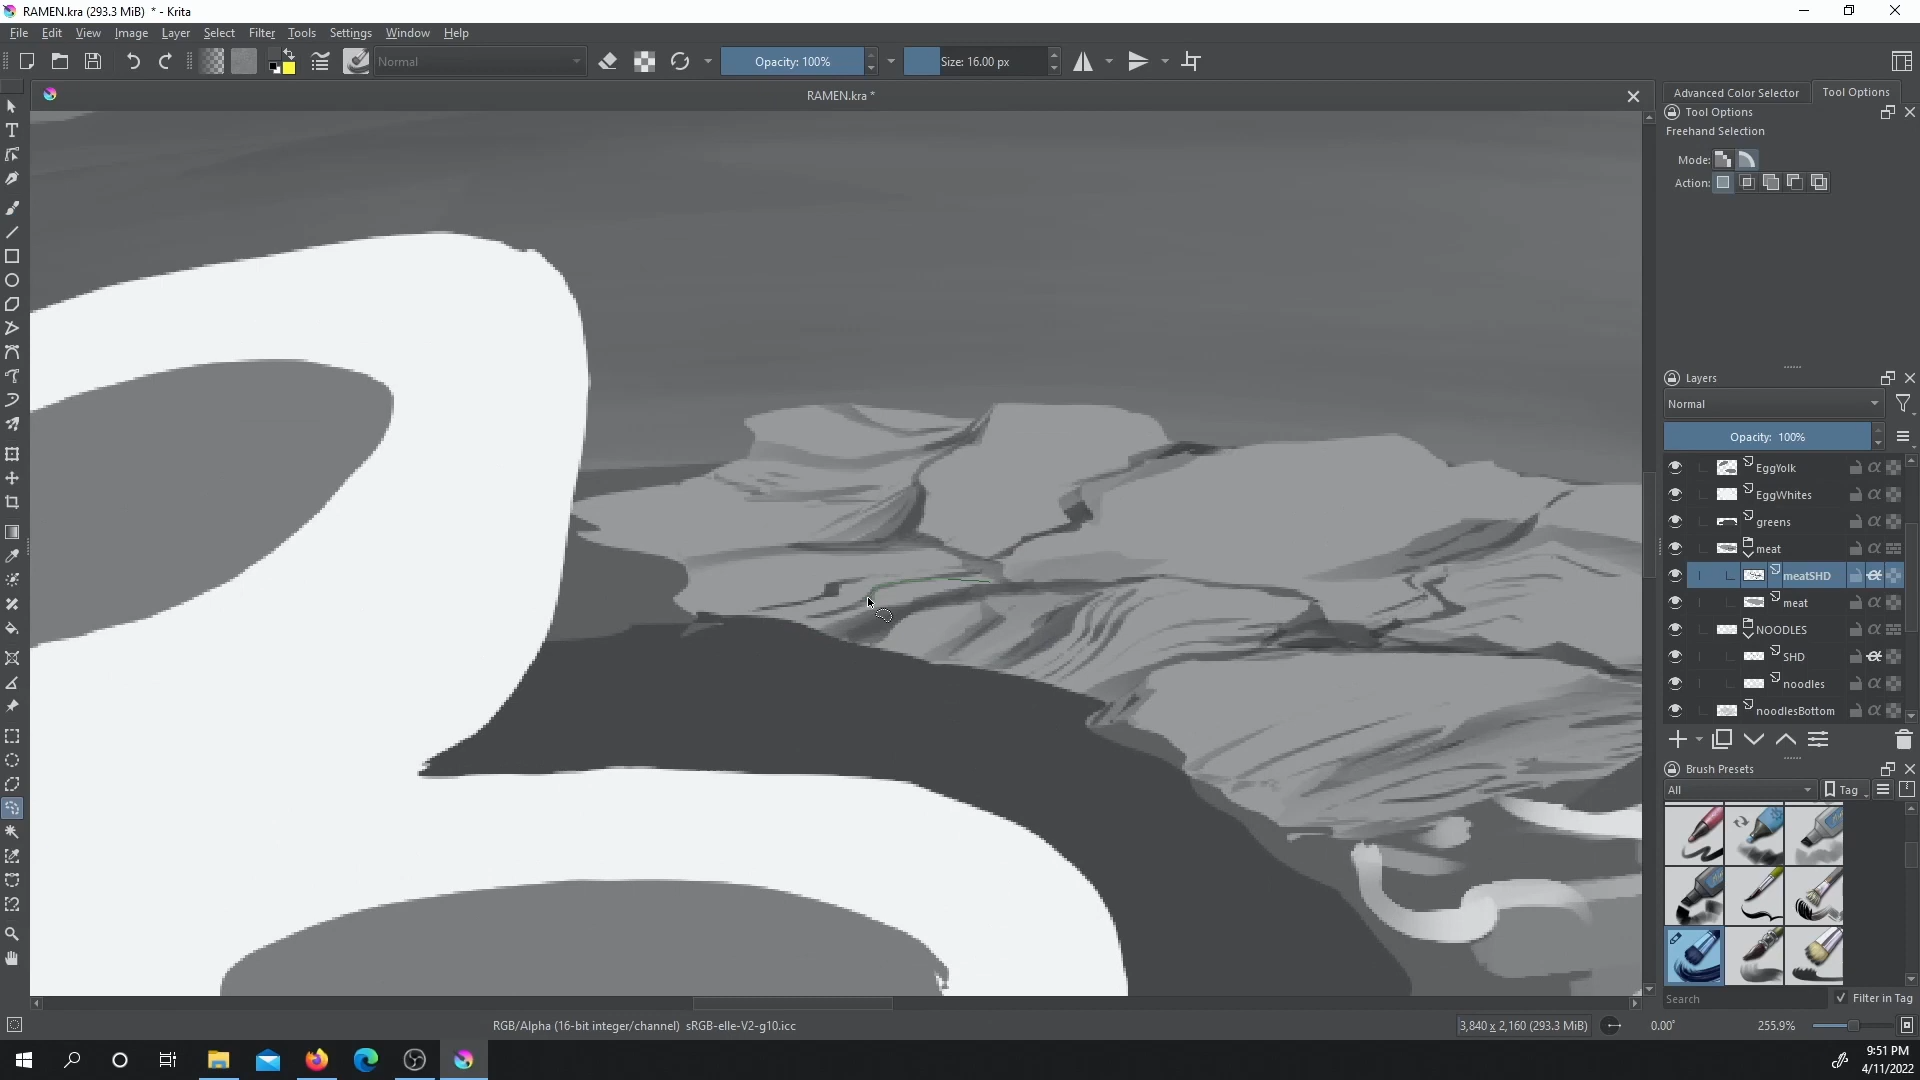 RAMEN.kra (293.3 MiB) * - Krita
File Edit View Image Layer Select Filter Tools Settings Window Help
Normal
Opacity: 100%
Size: 16.00 px
RAMEN.kra *
Advanced Color Selector
Tool Options
Tool Options
Freehand Selection
Mode:
Action:
Layers
Normal
Opacity: 100%
EggYolk
EggWhites
greens
meat
meatSHD
meat
NOODLES
SHD
noodles
noodlesBottom
Brush Presets
All
Tag
Search
Filter in Tag
RGB/Alpha (16-bit integer/channel) sRGB-elle-V2-g10.icc
3,840 x 2,160 (293.3 MiB)
0.00°
255.9%
9:51 PM
4/11/2022